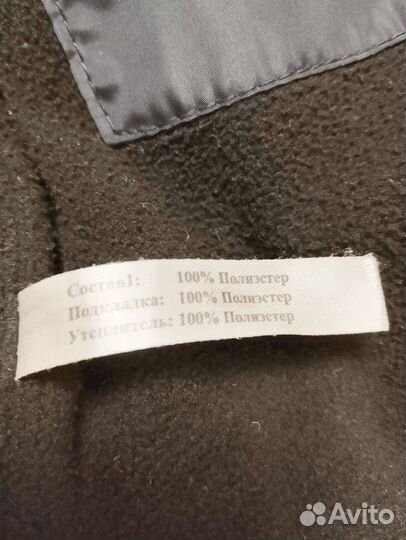 Состав1: 100% Полиэстер
Подкладка: 100% Полиэстер
Утеплитель: 100% Полиэстер
Avito